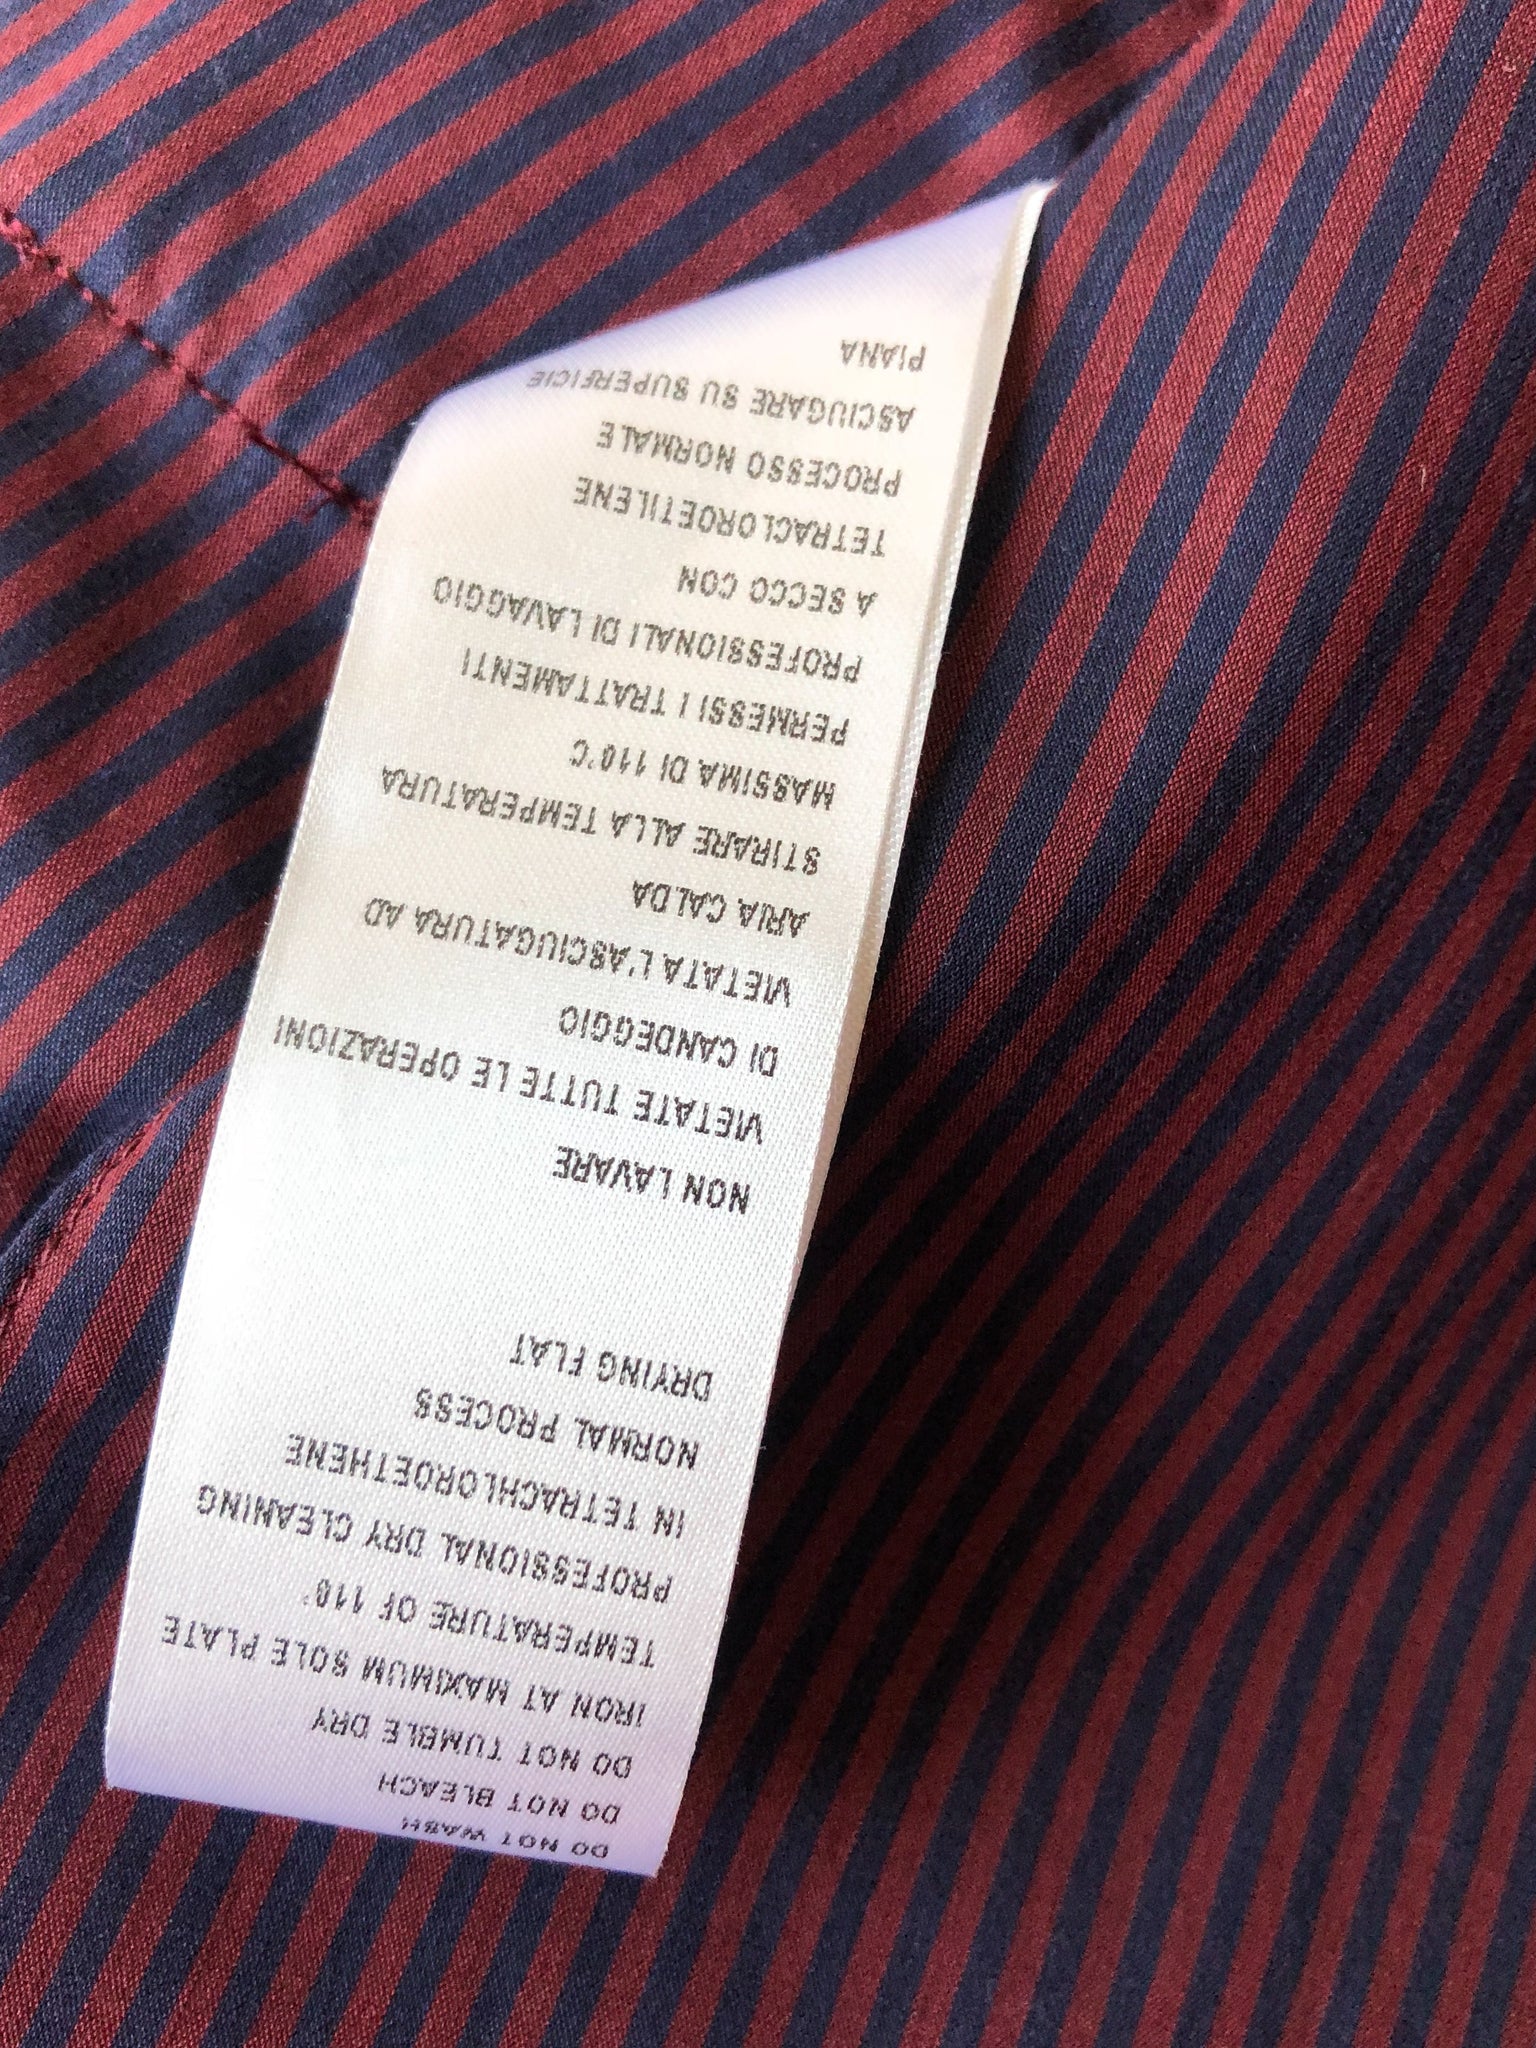 DO NOT WASH
DO NOT BLEACH
DO NOT TUMBLE DRY
IRON AT MAXIMUM SOLE PLATE
TEMPERATURE OF 110°
PROFESSIONAL DRY CLEANING
IN TETRACHLOROETHENE
NORMAL PROCESS
DRYING FLAT
NON LAVARE
VIETATE TUTTE LE OPERAZIONI
DI CANDEGGIO
VIETATA L'ASCIUGATURA AD
ARIA CALDA
STIRARE ALLA TEMPERATURA
MASSIMA DI 110°C
PERMESSI I TRATTAMENTI
PROFESSIONALI DI LAVAGGIO
A SECCO CON
TETRACLOROETILENE
PROCESSO NORMALE
ASCIUGARE SU SUPERFICIE
PIANA